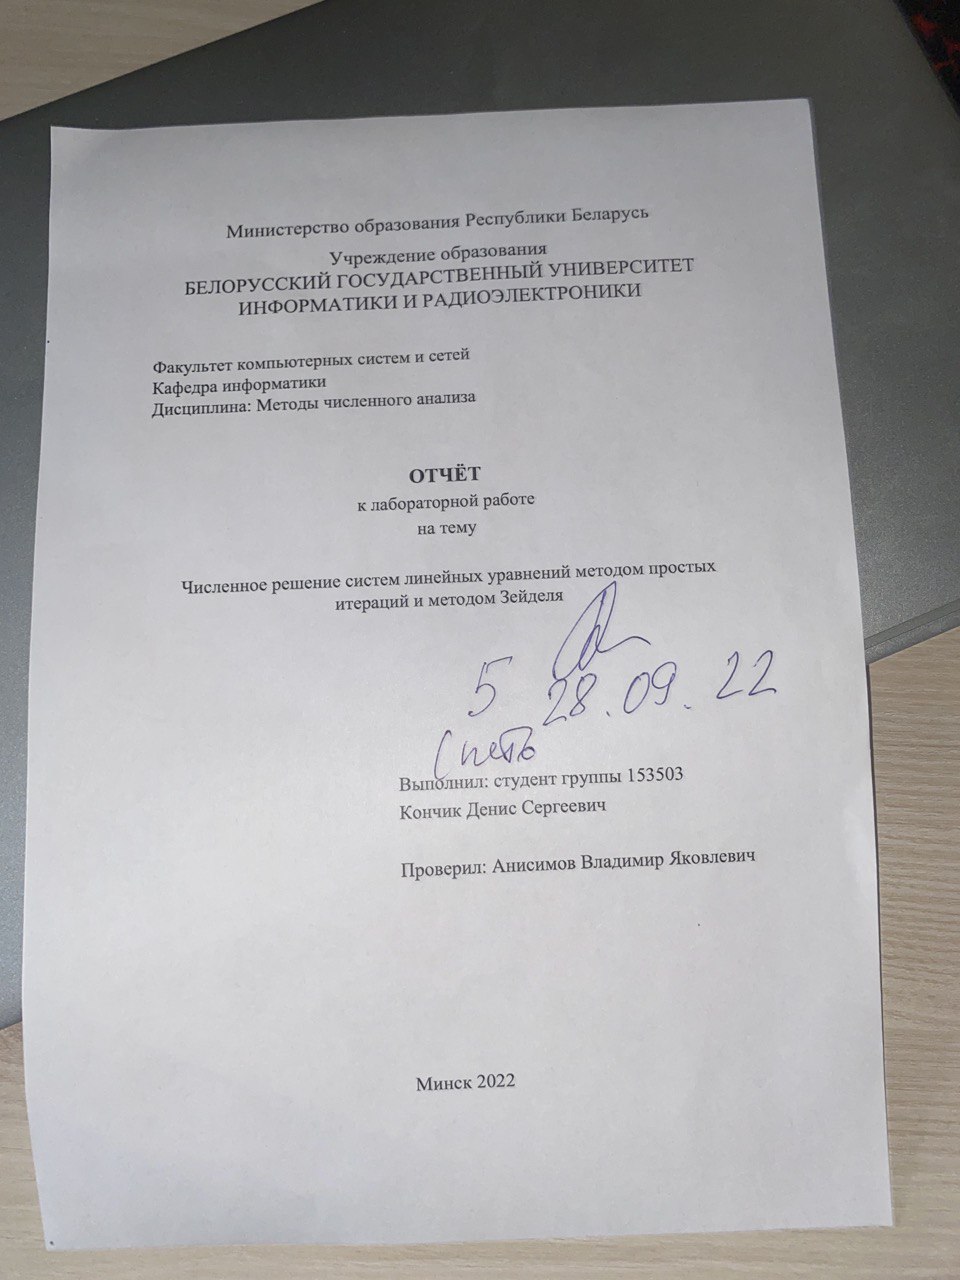 Министерство образования Республики Беларусь
Учреждение образования
БЕЛОРУССКИЙ ГОСУДАРСТВЕННЫЙ УНИВЕРСИТЕТ
ИНФОРМАТИКИ И РАДИОЭЛЕКТРОНИКИ
Факультет компьютерных систем и сетей
Кафедра информатики
Дисциплина: Методы численного анализа
ОТЧЁТ
к лабораторной работе
на тему
Численное решение систем линейных уравнений методом простых
итераций и методом Зейделя
5 28.09.22
(пять
Выполнил: студент группы 153503
Кончик Денис Сергеевич
Проверил: Анисимов Владимир Яковлевич
Минск 2022